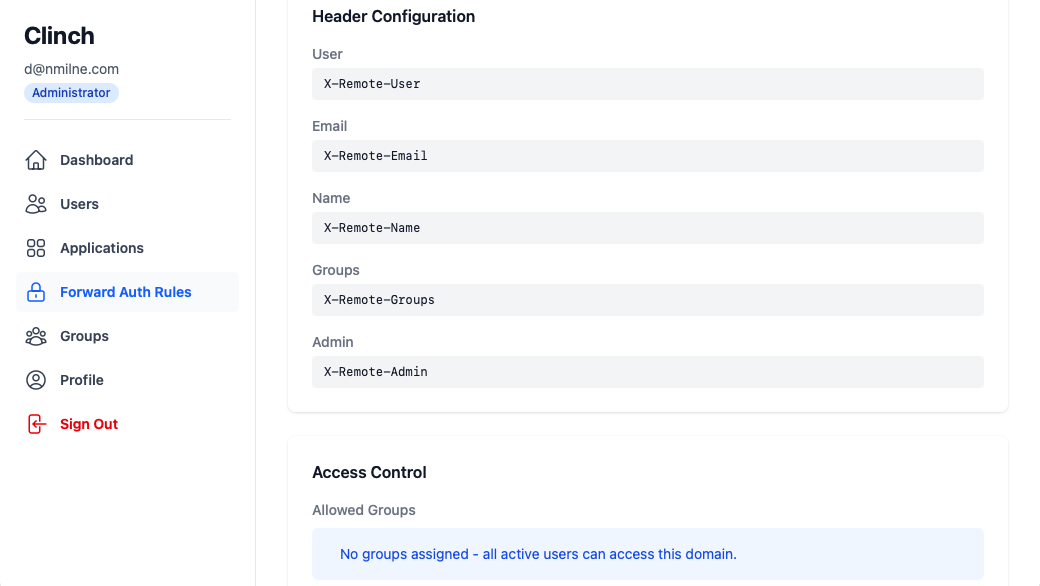 Clinch
d@nmilne.com
Administrator
Dashboard
Users
Applications
Forward Auth Rules
Groups
Profile
Sign Out
Header Configuration
User
X-Remote-User
Email
X-Remote-Email
Name
X-Remote-Name
Groups
X-Remote-Groups
Admin
X-Remote-Admin
Access Control
Allowed Groups
No groups assigned - all active users can access this domain.